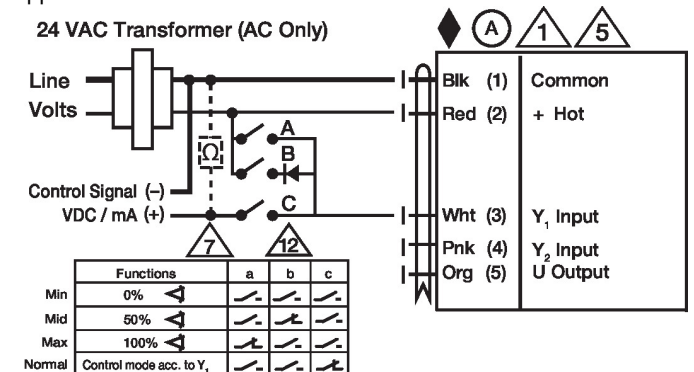 24 VAC Transformer (AC Only)
A 1 5
Line
Volts
Blk (1) Common
Red (2) + Hot
A
B
C
Ω
Control Signal (–)
VDC / mA (+)
Wht (3) Y1 Input
Pnk (4) Y2 Input
Org (5) U Output
7 12
Functions a b c
Min 0%
Mid 50%
Max 100%
Normal Control mode acc. to Y1